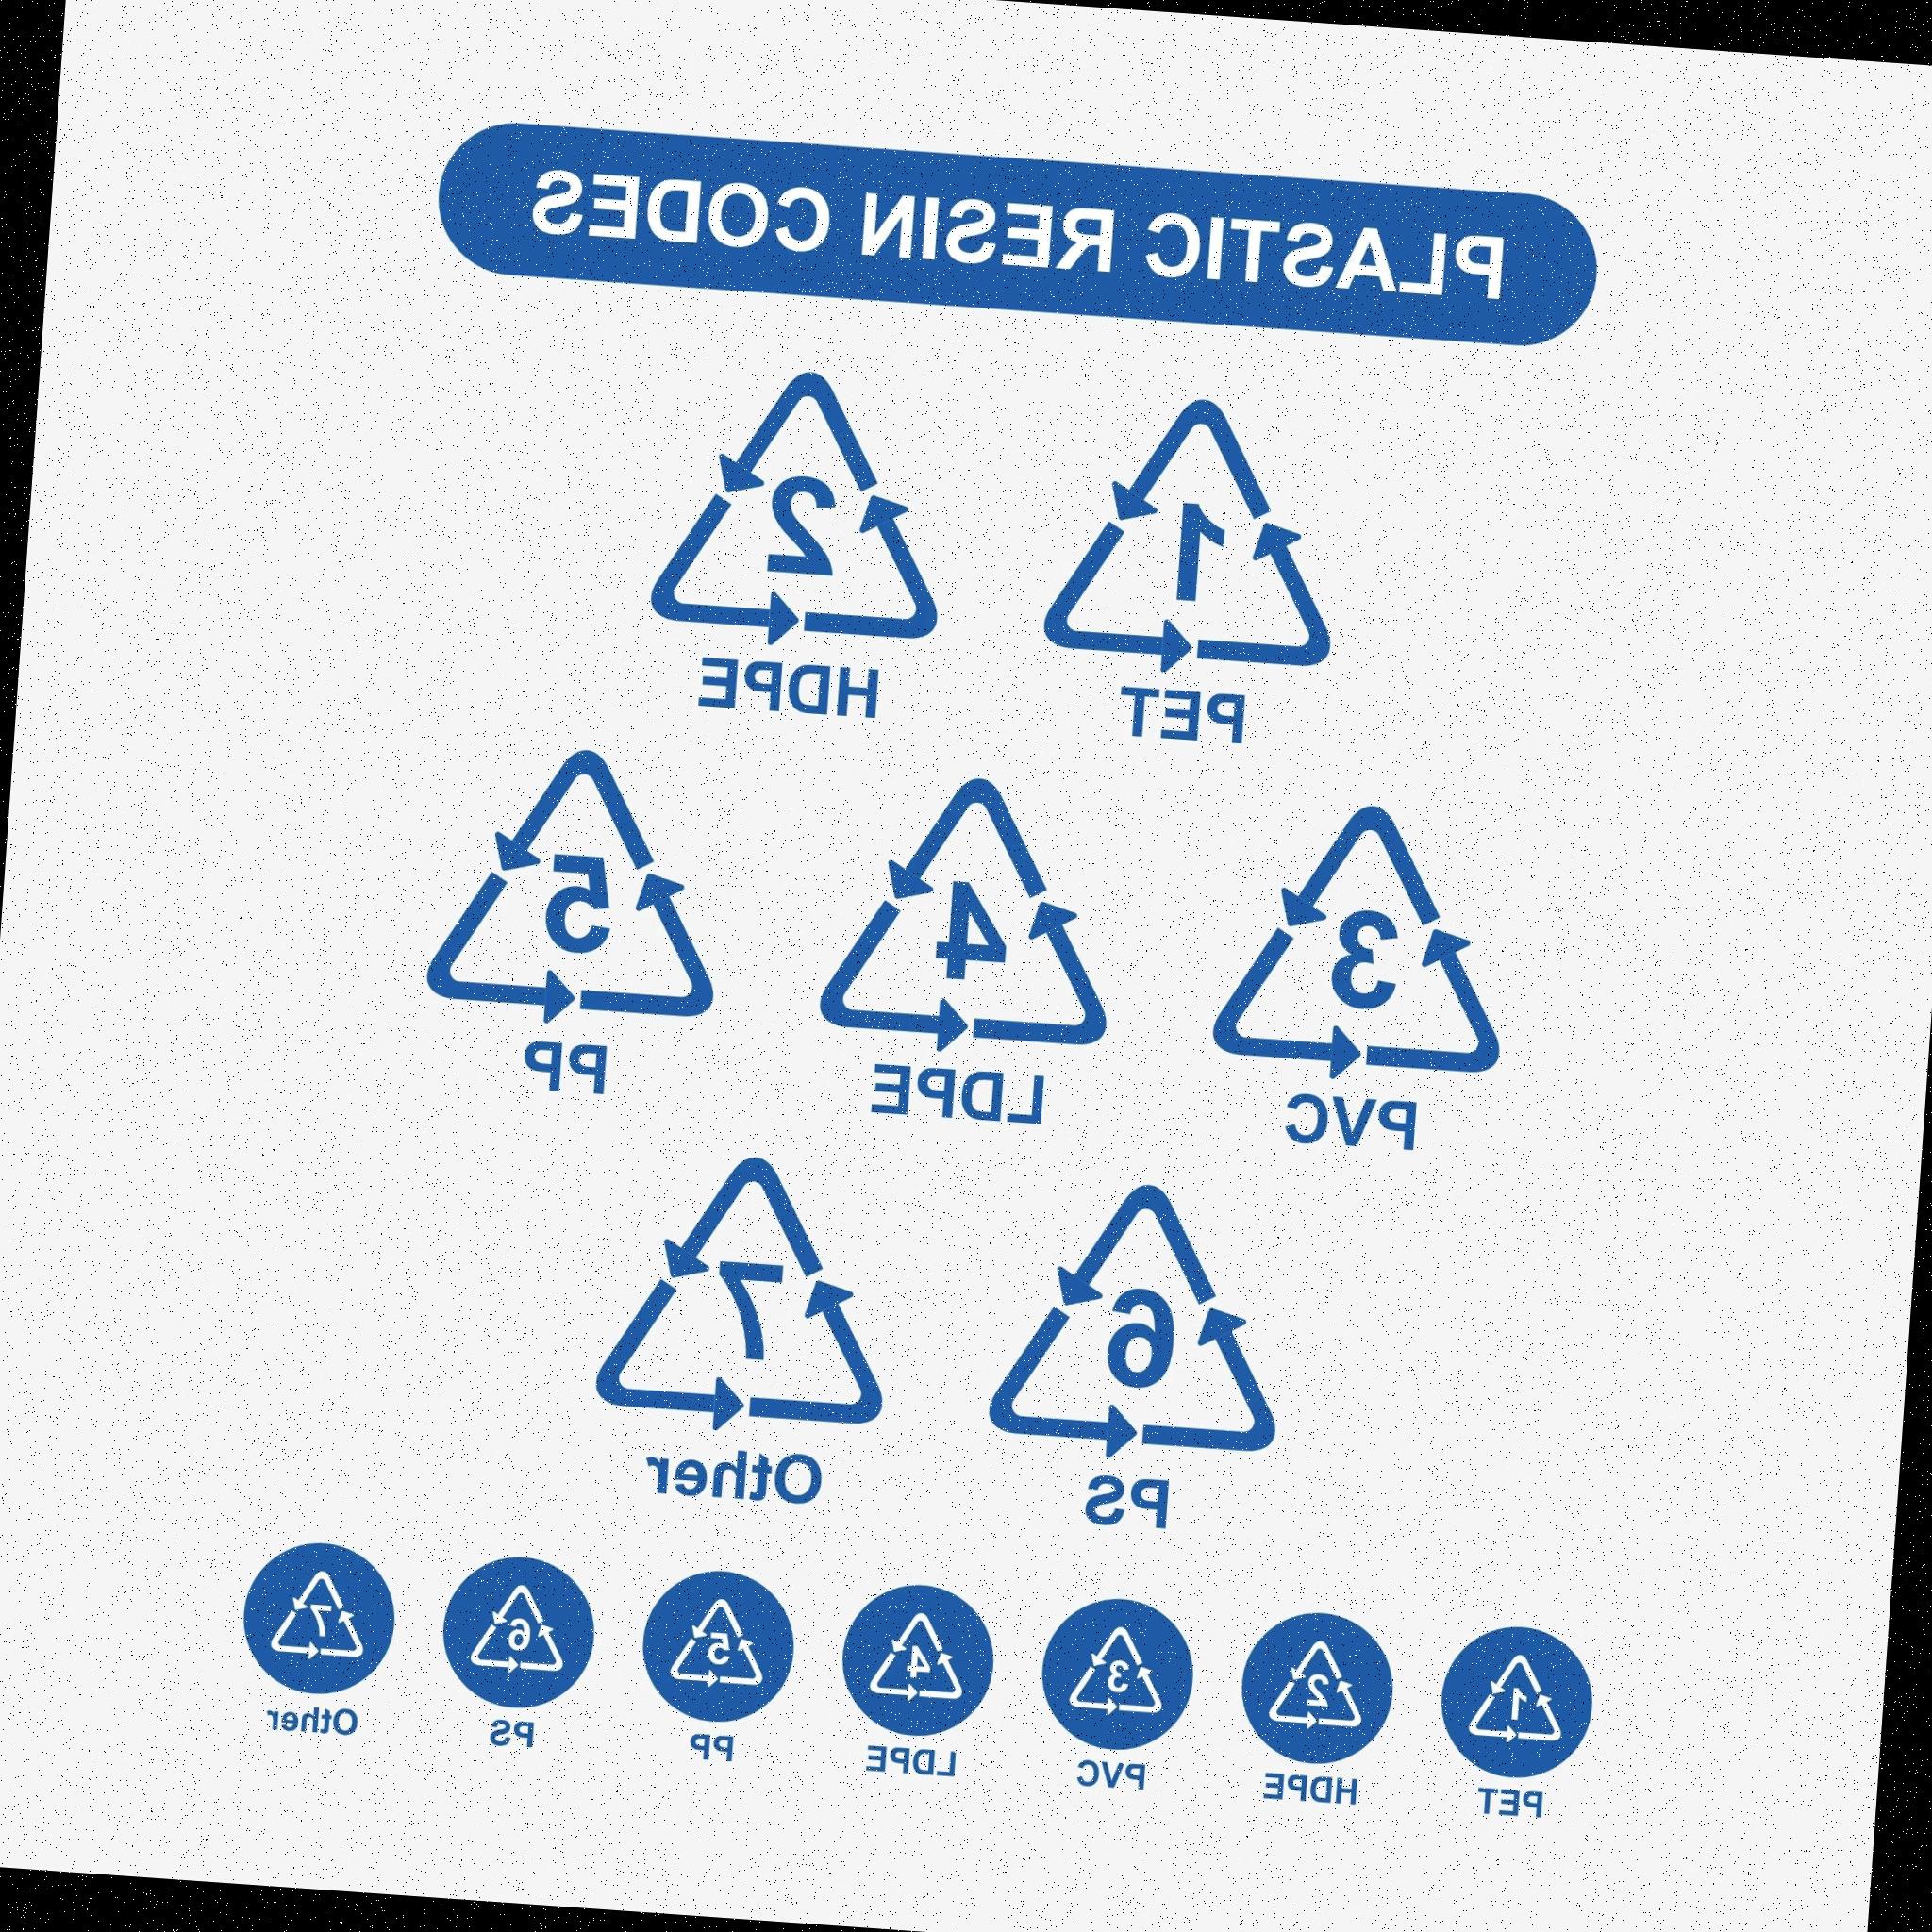 PLASTIC RESIN CODES
1 2
PET HDPE
3 4 5
PVC LDPE PP
6 7
PS Other
1 2 3 4 5 6 7
PET HDPE PVC LDPE PP PS Other